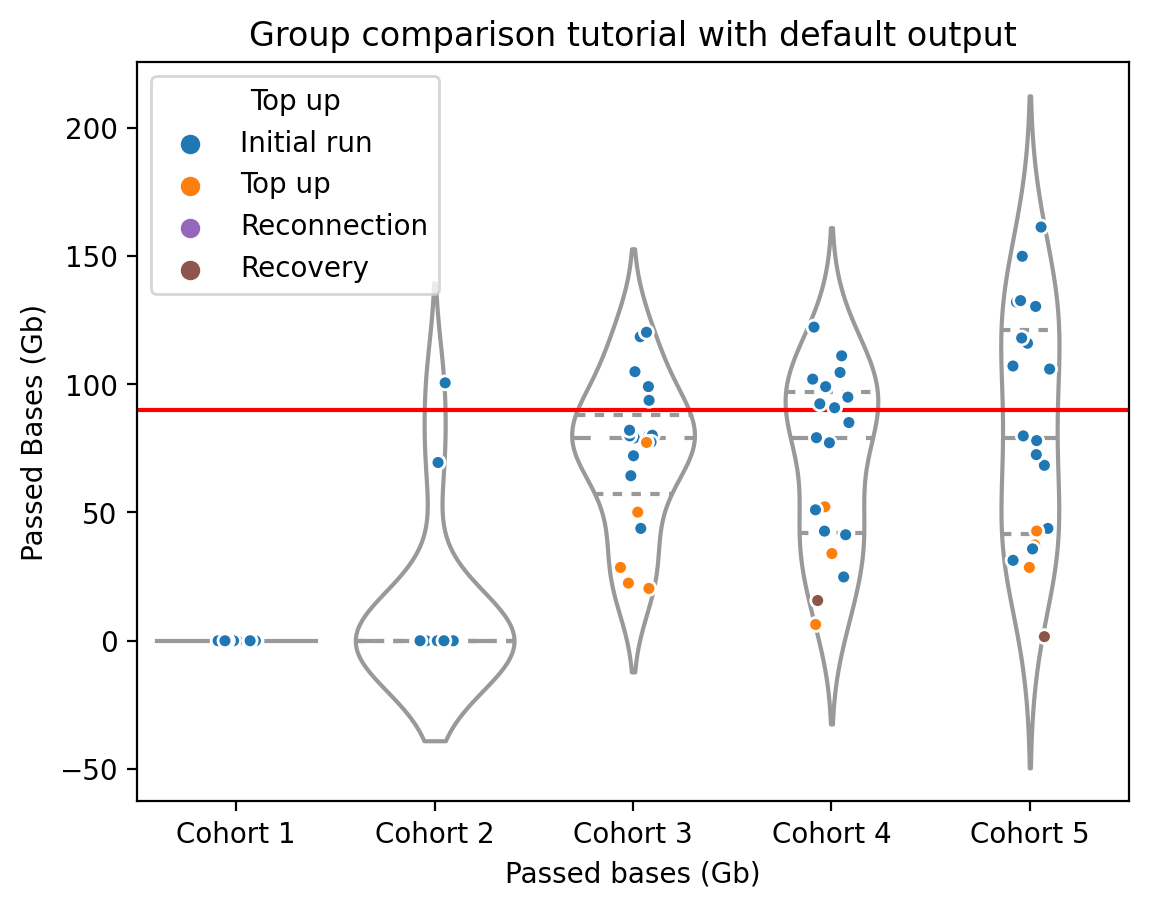 Group comparison tutorial with default output
Top up
Initial run
Top up
Reconnection
Recovery
200
150
100
50
0
−50
Passed Bases (Gb)
Cohort 1
Cohort 2
Cohort 3
Cohort 4
Cohort 5
Passed bases (Gb)